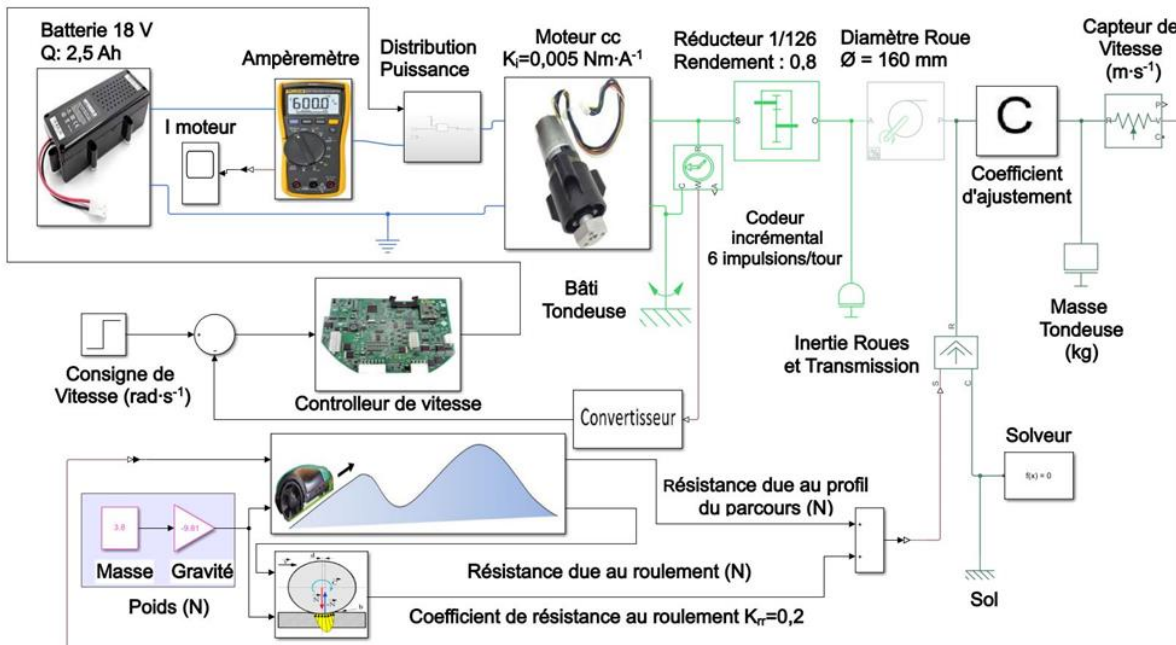 Batterie 18 V
Q: 2,5 Ah
Ampèremètre
Distribution
Puissance
Moteur cc
Kᵢ=0,005 Nm·A⁻¹
Réducteur 1/126
Rendement : 0,8
Diamètre Roue
Ø = 160 mm
Capteur de
Vitesse
(m·s⁻¹)
600.0
I moteur
S
O
A
P
R
P
V
C
C
Coefficient
d'ajustement
R
C
W
A
Codeur
incrémental
6 impulsions/tour
Bâti
Tondeuse
Inertie Roues
et Transmission
Masse
Tondeuse
(kg)
Consigne de
Vitesse (rad·s⁻¹)
Controlleur de vitesse
Convertisseur
R
S
C
Solveur
f(x) = 0
Résistance due au profil
du parcours (N)
3.8
-9.81
Masse
Gravité
Poids (N)
Résistance due au roulement (N)
Coefficient de résistance au roulement Kᵣᵣ=0,2
Sol